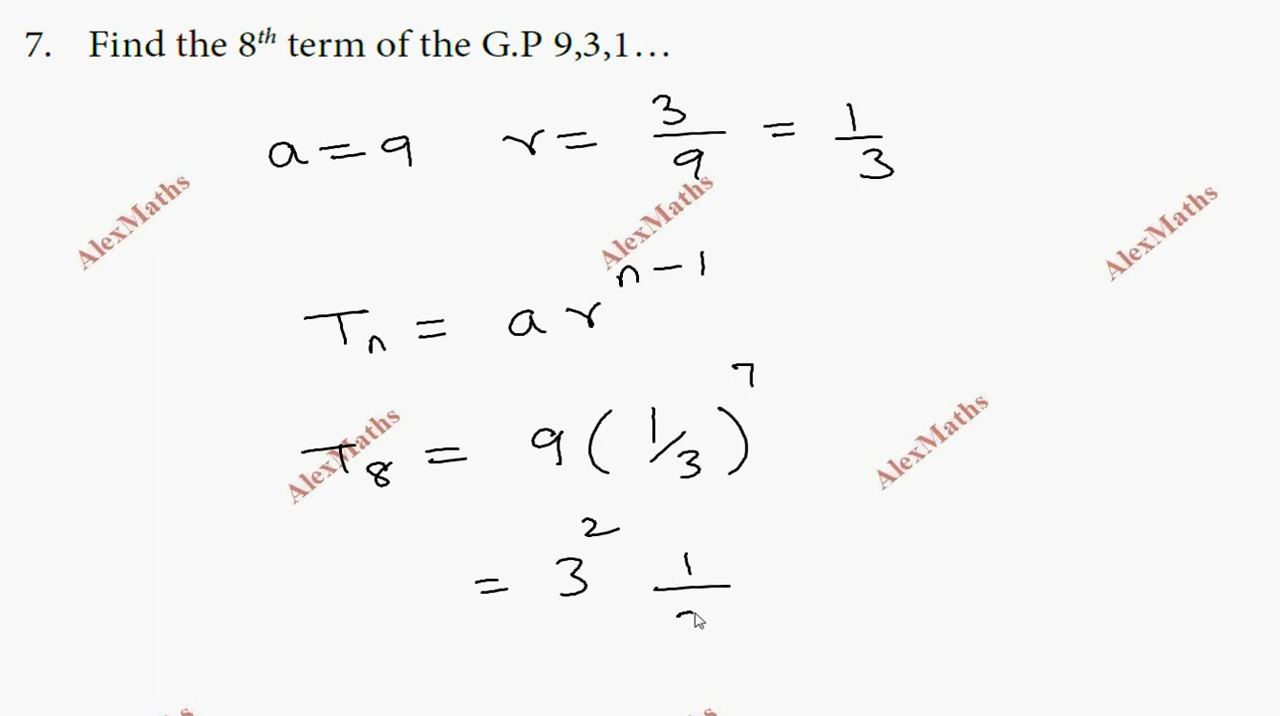 7. Find the 8th term of the G.P 9,3,1...
a = 9 r = 3/9 = 1/3
AlexMaths AlexMaths AlexMaths
Tn = a r^n-1
T8 = 9 ( 1/3 )^7
AlexMaths AlexMaths
= 3^2 1/